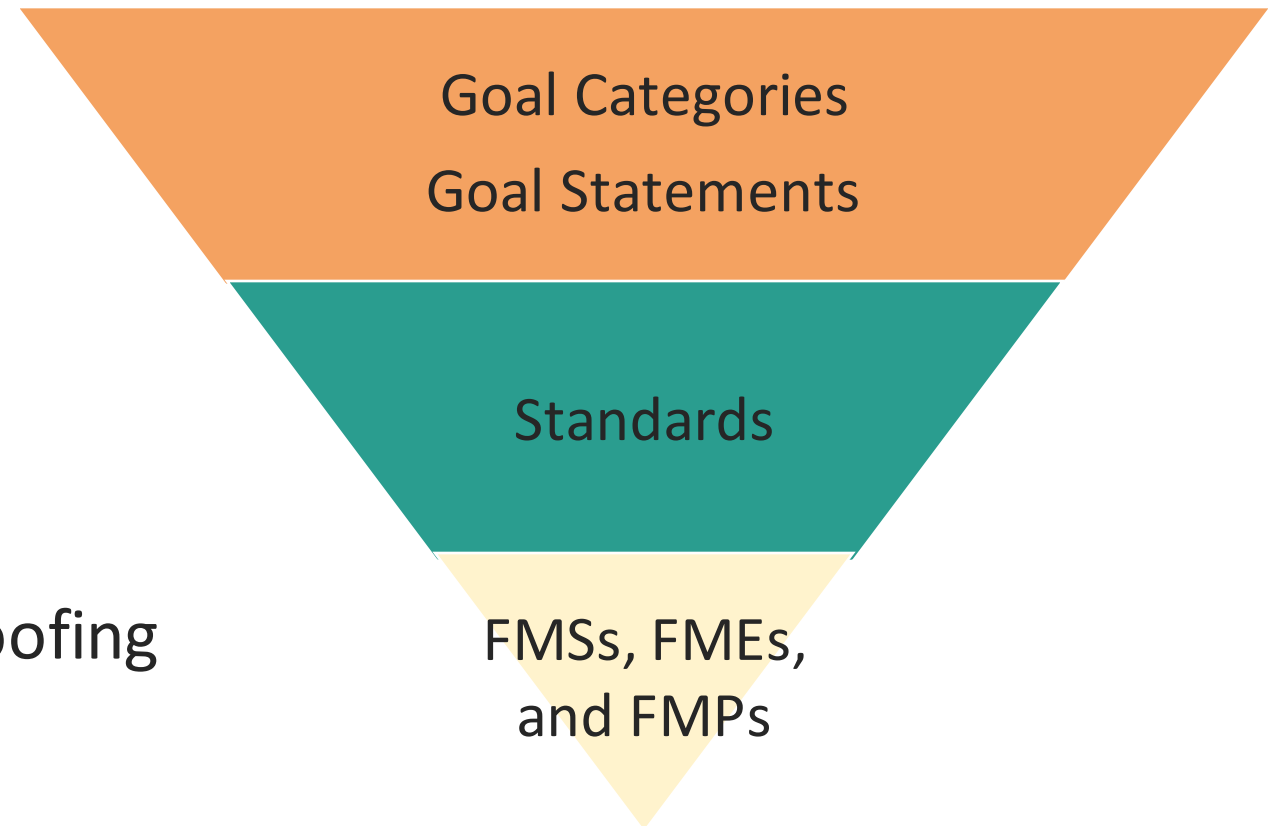 Goal Categories
Goal Statements
Standards
oofing
FMSs, FMEs,
and FMPs